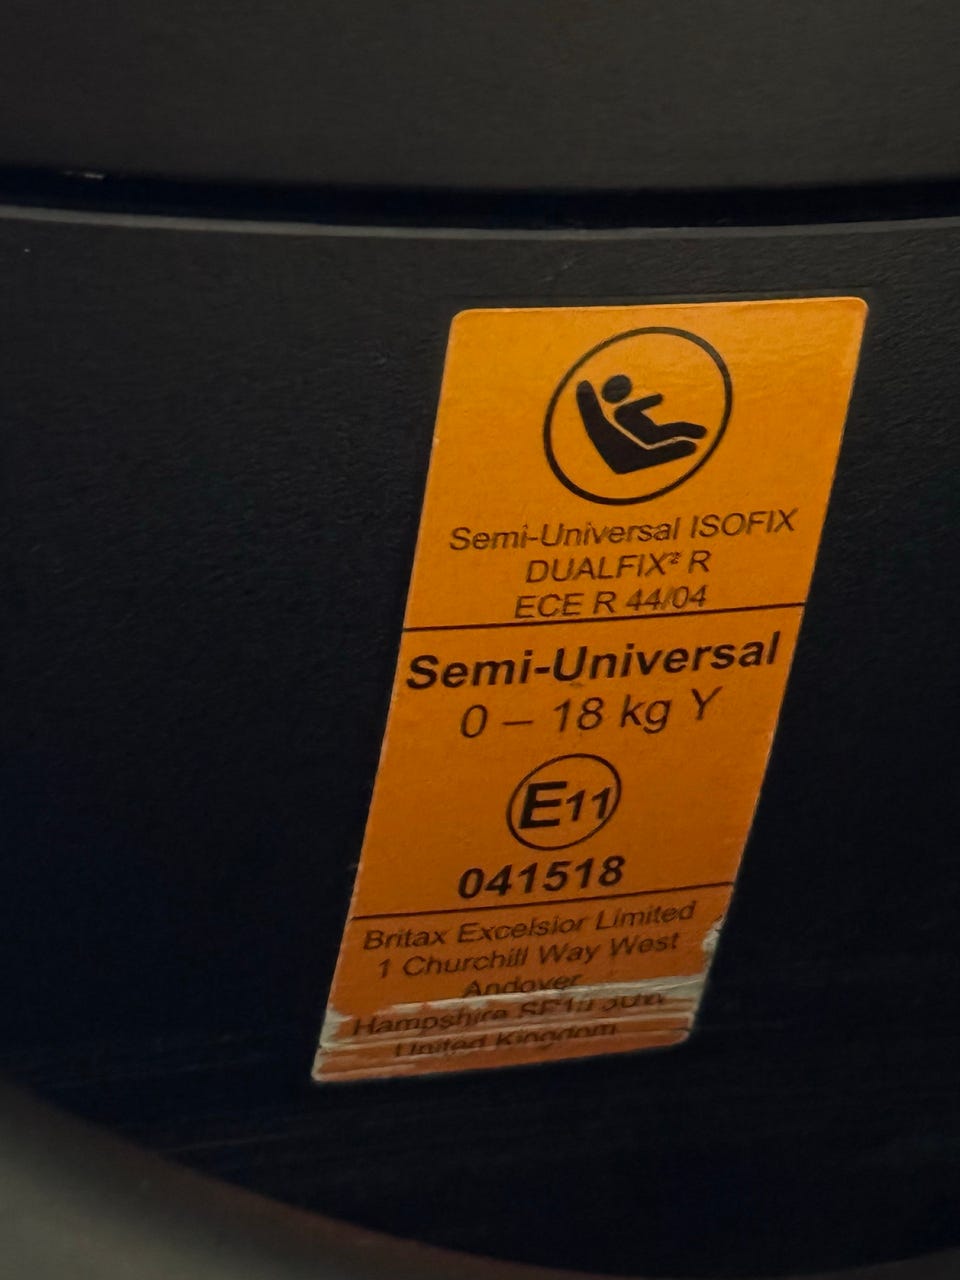 Semi-Universal ISOFIX
DUALFIX² R
ECE R 44/04
Semi-Universal
0 – 18 kg Y
E11
041518
Britax Excelsior Limited
1 Churchill Way West
Andover
Hampshire
United Kingdom